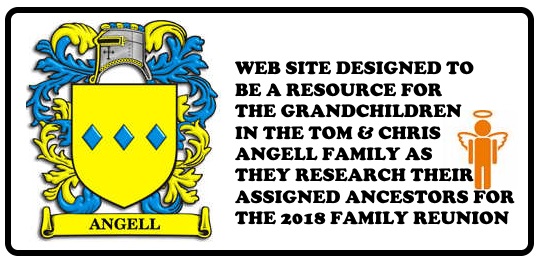 WEB SITE DESIGNED TO
BE A RESOURCE FOR
THE GRANDCHILDREN
IN THE TOM & CHRIS
ANGELL FAMILY AS
THEY RESEARCH THEIR
ASSIGNED ANCESTORS FOR
THE 2018 FAMILY REUNION
ANGELL